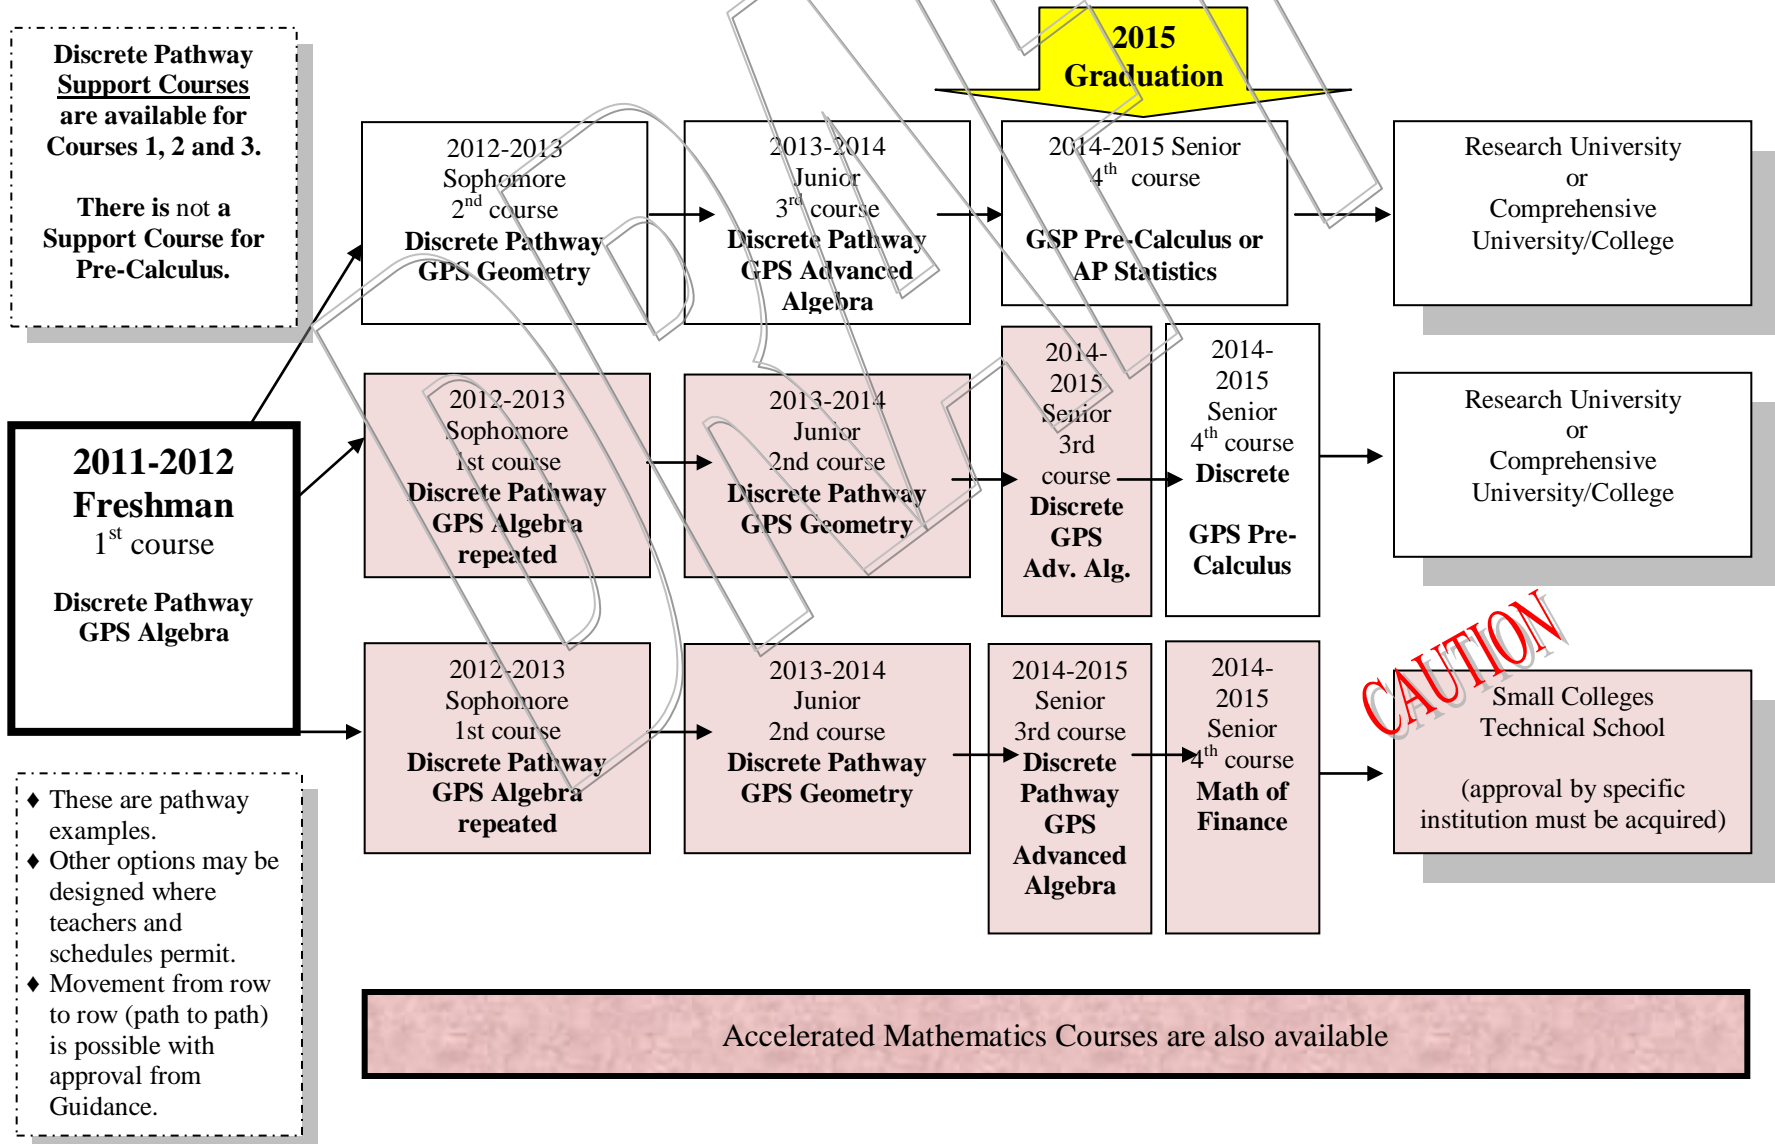 Discrete Pathway
Support Courses
are available for
Courses 1, 2 and 3.
There is not a
Support Course for
Pre-Calculus.
2015
Graduation
2012-2013
Sophomore
2nd course
Discrete Pathway
GPS Geometry
2013-2014
Junior
3rd course
Discrete Pathway
GPS Advanced
Algebra
2014-2015 Senior
4th course
GSP Pre-Calculus or
AP Statistics
Research University
or
Comprehensive
University/College
2011-2012
Freshman
1st course
Discrete Pathway
GPS Algebra
2012-2013
Sophomore
1st course
Discrete Pathway
GPS Algebra
repeated
2013-2014
Junior
2nd course
Discrete Pathway
GPS Geometry
2014-
2015
Senior
3rd
course
Discrete
GPS
Adv. Alg.
2014-
2015
Senior
4th course
Discrete
GPS Pre-
Calculus
Research University
or
Comprehensive
University/College
2012-2013
Sophomore
1st course
Discrete Pathway
GPS Algebra
repeated
2013-2014
Junior
2nd course
Discrete Pathway
GPS Geometry
2014-2015
Senior
3rd course
Discrete
Pathway
GPS
Advanced
Algebra
2014-
2015
Senior
4th course
Math of
Finance
CAUTION
Small Colleges
Technical School
(approval by specific
institution must be acquired)
♦ These are pathway
examples.
♦ Other options may be
designed where
teachers and
schedules permit.
♦ Movement from row
to row (path to path)
is possible with
approval from
Guidance.
Accelerated Mathematics Courses are also available
DRAFT